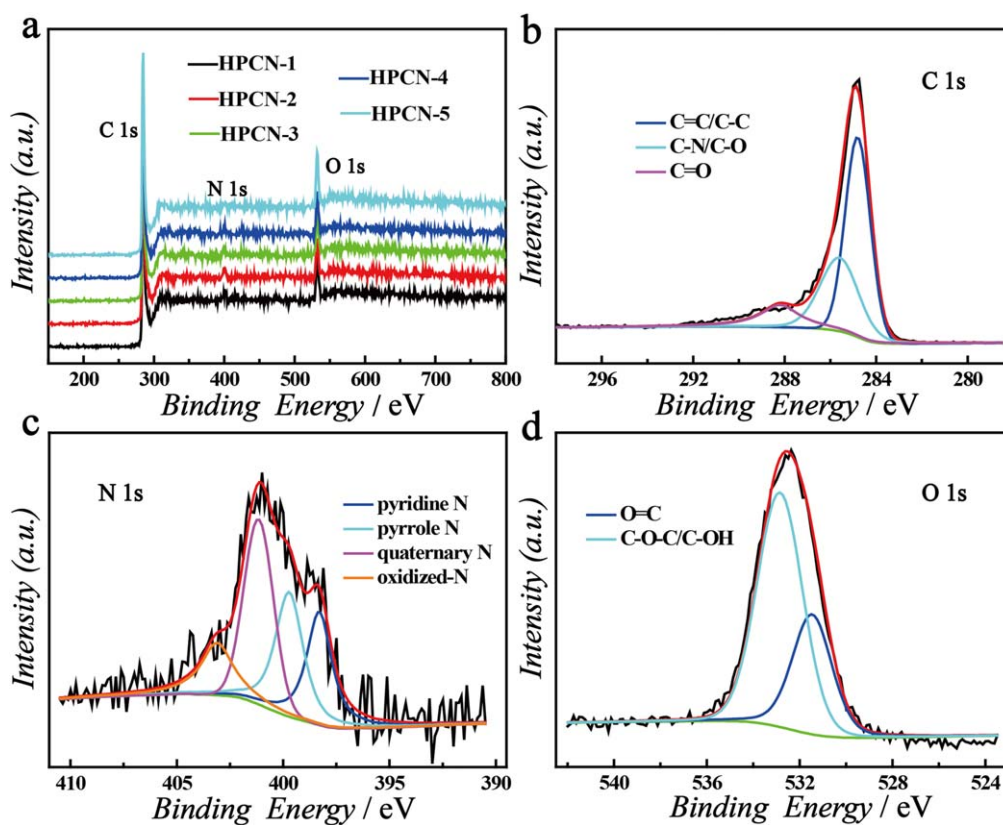 a
HPCN-1
HPCN-2
HPCN-3
HPCN-4
HPCN-5
C 1s
N 1s
O 1s
Intensity (a.u.)
200 300 400 500 600 700 800
Binding Energy / eV
b
C 1s
C=C/C-C
C-N/C-O
C=O
Intensity (a.u.)
296 292 288 284 280
Binding Energy / eV
c
N 1s
pyridine N
pyrrole N
quaternary N
oxidized-N
Intensity (a.u.)
410 405 400 395 390
Binding Energy / eV
d
O 1s
O=C
C-O-C/C-OH
Intensity (a.u.)
540 536 532 528 524
Binding Energy / eV